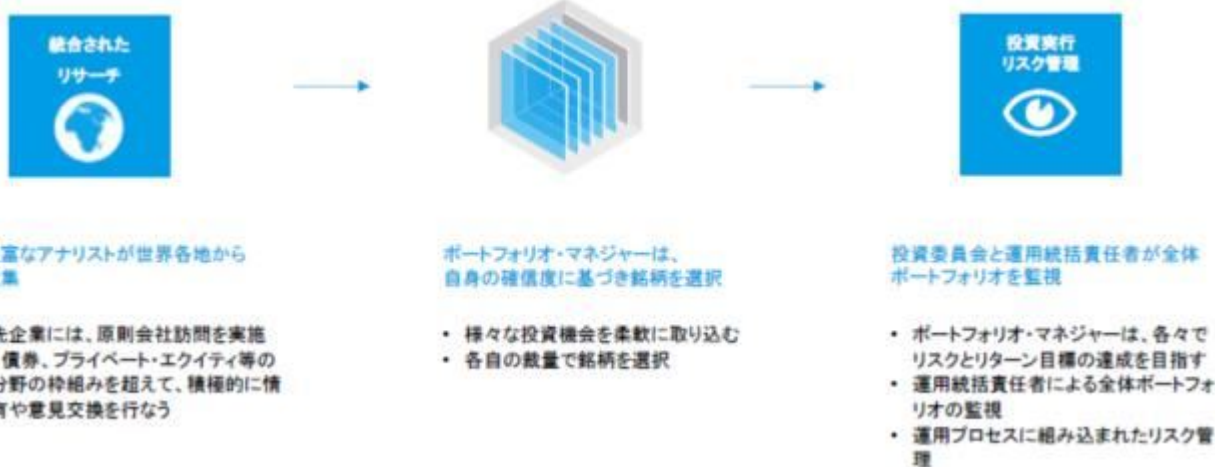 統合された
リサーチ
投資実行
リスク管理
富なアナリストが世界各地から
集
ポートフォリオ・マネジャーは、
自身の確信度に基づき銘柄を選択
投資委員会と運用統括責任者が全体
ポートフォリオを監視
先企業には、原則会社訪問を実施
債券、プライベート・エクイティ等の
分野の枠組みを超えて、積極的に情
有や意見交換を行なう
• 様々な投資機会を柔軟に取り込む
• 各自の裁量で銘柄を選択
• ポートフォリオ・マネジャーは、各々で
リスクとリターン目標の達成を目指す
• 運用統括責任者による全体ポートフォ
リオの監視
• 運用プロセスに組み込まれたリスク管
理